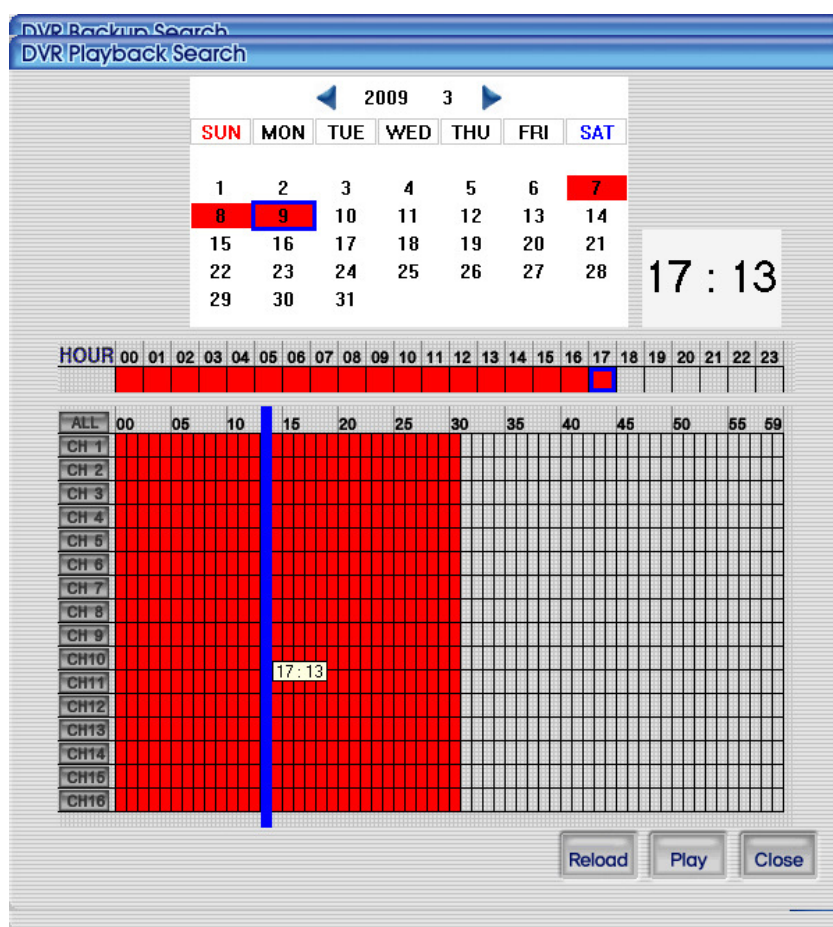 DVR Backup Search
DVR Playback Search
2009 3
SUN MON TUE WED THU FRI SAT
1 2 3 4 5 6 7
8 9 10 11 12 13 14
15 16 17 18 19 20 21
22 23 24 25 26 27 28
29 30 31
17 : 13
HOUR 00 01 02 03 04 05 06 07 08 09 10 11 12 13 14 15 16 17 18 19 20 21 22 23
ALL 00 05 10 15 20 25 30 35 40 45 50 55 59
CH 1
CH 2
CH 3
CH 4
CH 5
CH 6
CH 7
CH 8
CH 9
CH10
17 : 13
CH11
CH12
CH13
CH14
CH15
CH16
Reload Play Close